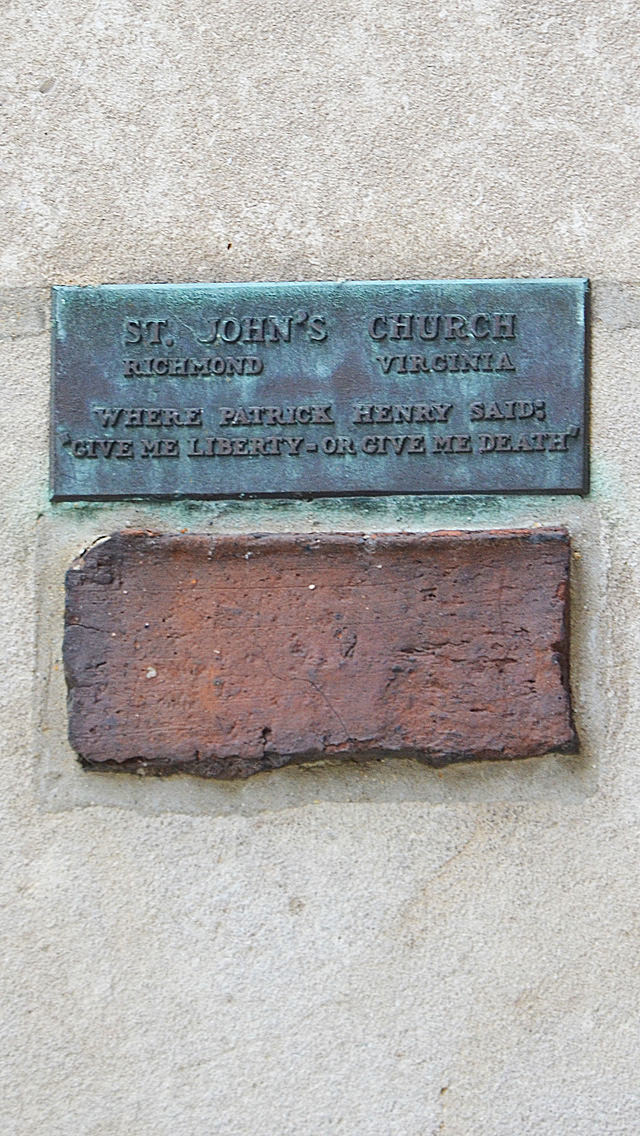 ST. JOHN'S CHURCH
RICHMOND VIRGINIA
WHERE PATRICK HENRY SAID:
"GIVE ME LIBERTY-OR GIVE ME DEATH"